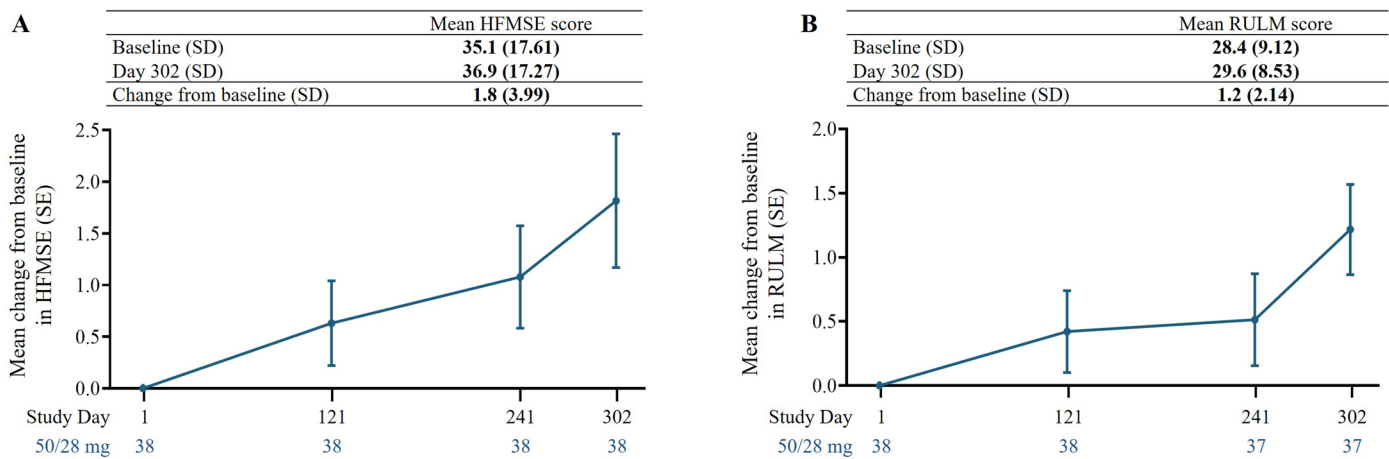 A
Mean HFMSE score
Baseline (SD) 35.1 (17.61)
Day 302 (SD) 36.9 (17.27)
Change from baseline (SD) 1.8 (3.99)
Mean change from baseline
in HFMSE (SE)
2.5
2.0
1.5
1.0
0.5
0.0
Study Day 1 121 241 302
50/28 mg 38 38 38 38
B
Mean RULM score
Baseline (SD) 28.4 (9.12)
Day 302 (SD) 29.6 (8.53)
Change from baseline (SD) 1.2 (2.14)
Mean change from baseline
in RULM (SE)
2.0
1.5
1.0
0.5
0.0
Study Day 1 121 241 302
50/28 mg 38 38 37 37